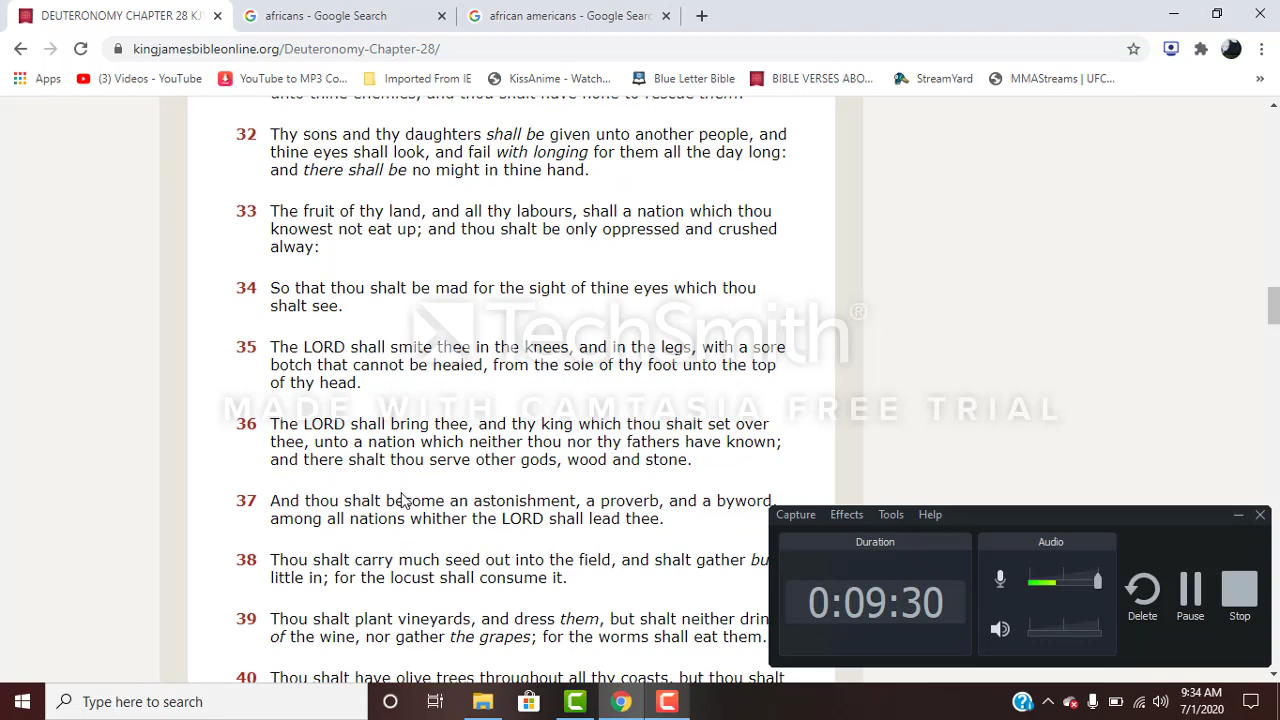 DEUTERONOMY CHAPTER 28 KJ
africans - Google Search
african americans - Google Searc
kingjamesbibleonline.org/Deuteronomy-Chapter-28/
Apps
(3) Videos - YouTube
YouTube to MP3 Co...
Imported From IE
KissAnime - Watch...
Blue Letter Bible
BIBLE VERSES ABO...
StreamYard
MMAStreams | UFC...
unto thine enemies, and thou shalt have none to rescue them.
32 Thy sons and thy daughters shall be given unto another people, and
thine eyes shall look, and fail with longing for them all the day long:
and there shall be no might in thine hand.
33 The fruit of thy land, and all thy labours, shall a nation which thou
knowest not eat up; and thou shalt be only oppressed and crushed
alway:
34 So that thou shalt be mad for the sight of thine eyes which thou
shalt see.
35 The LORD shall smite thee in the knees, and in the legs, with a sore
botch that cannot be healed, from the sole of thy foot unto the top
of thy head.
36 The LORD shall bring thee, and thy king which thou shalt set over
thee, unto a nation which neither thou nor thy fathers have known;
and there shalt thou serve other gods, wood and stone.
37 And thou shalt become an astonishment, a proverb, and a byword,
among all nations whither the LORD shall lead thee.
38 Thou shalt carry much seed out into the field, and shalt gather bu
little in; for the locust shall consume it.
39 Thou shalt plant vineyards, and dress them, but shalt neither drin
of the wine, nor gather the grapes; for the worms shall eat them.
40 Thou shalt have olive trees throughout all thy coasts, but thou shalt
TechSmith®
MADE WITH CAMTASIA FREE TRIAL
Capture Effects Tools Help
Duration
Audio
0:09:30
Delete
Pause
Stop
Type here to search
9:34 AM
7/1/2020